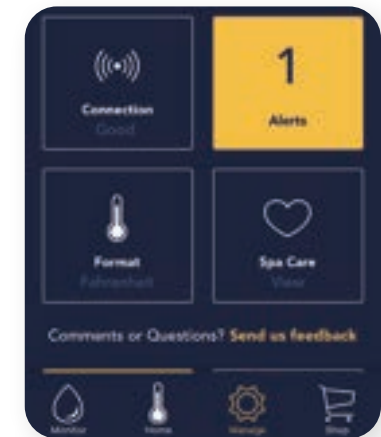 1
Connection
Good
Alerts
Format
Fahrenheit
Spa Care
View
Comments or Questions? Send us feedback
Monitor
Home
Manage
Shop